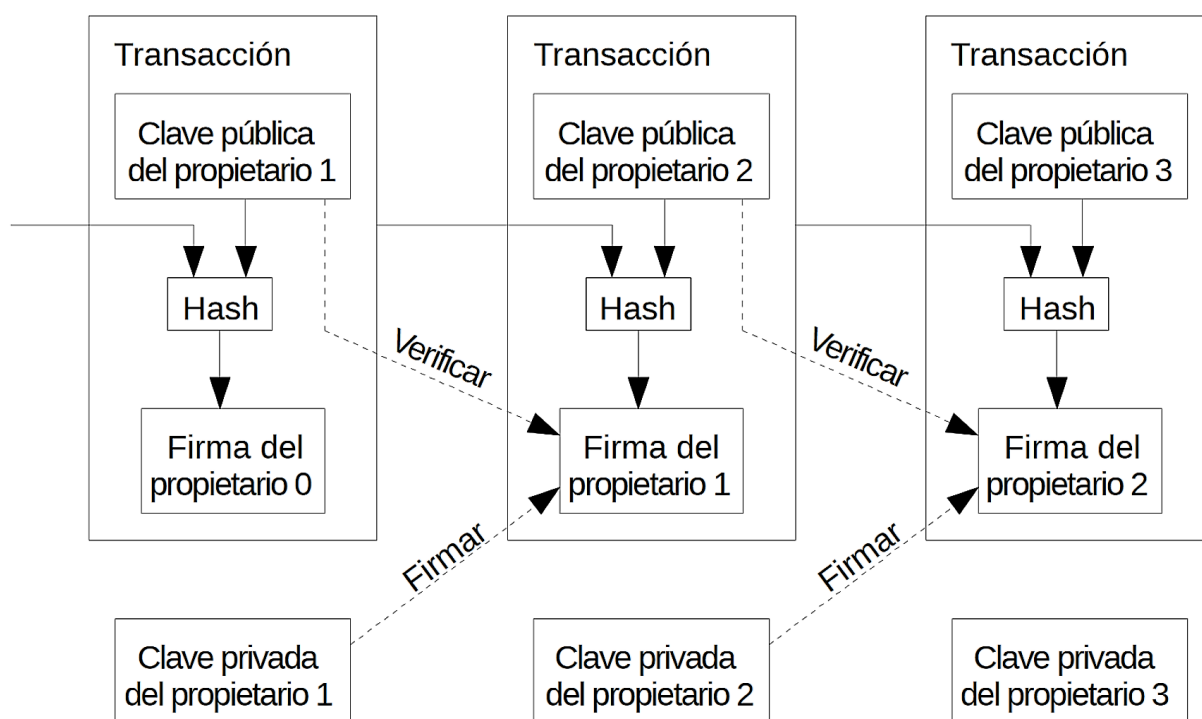 Transacción
Transacción
Transacción
Clave pública
del propietario 1
Clave pública
del propietario 2
Clave pública
del propietario 3
Hash
Hash
Hash
Verificar
Verificar
Firma del
propietario 0
Firma del
propietario 1
Firma del
propietario 2
Firmar
Firmar
Clave privada
del propietario 1
Clave privada
del propietario 2
Clave privada
del propietario 3